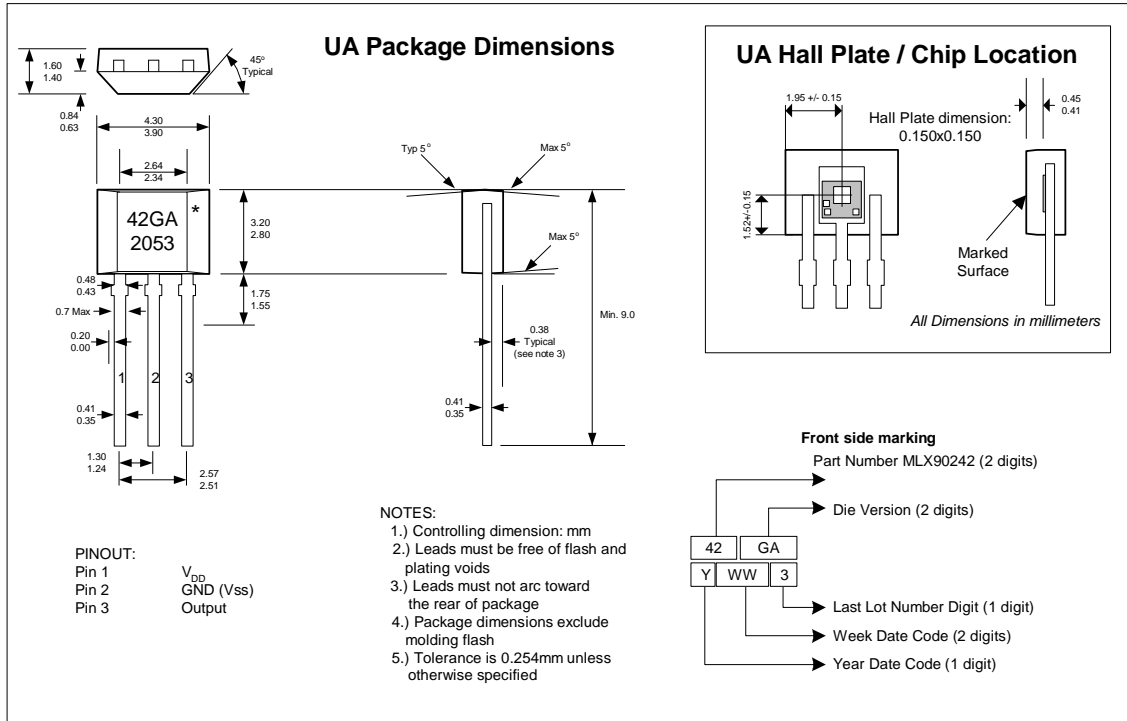 UA Package Dimensions
1.60
1.40
45°
Typical
0.84
0.63
4.30
3.90
2.64
2.34
42GA
*
2053
3.20
2.80
0.48
0.43
1.75
1.55
0.7 Max
0.20
0.00
1
2
3
0.41
0.35
1.30
1.24
2.57
2.51
Typ 5°
Max 5°
Max 5°
0.38
Typical
(see note 3)
Min. 9.0
0.41
0.35
UA Hall Plate / Chip Location
1.95 +/- 0.15
Hall Plate dimension:
0.150x0.150
0.45
0.41
1.52+/-0.15
Marked
Surface
All Dimensions in millimeters
PINOUT:
Pin 1 VDD
Pin 2 GND (Vss)
Pin 3 Output
NOTES:
1.) Controlling dimension: mm
2.) Leads must be free of flash and
plating voids
3.) Leads must not arc toward
the rear of package
4.) Package dimensions exclude
molding flash
5.) Tolerance is 0.254mm unless
otherwise specified
Front side marking
Part Number MLX90242 (2 digits)
Die Version (2 digits)
42 GA
Y WW 3
Last Lot Number Digit (1 digit)
Week Date Code (2 digits)
Year Date Code (1 digit)